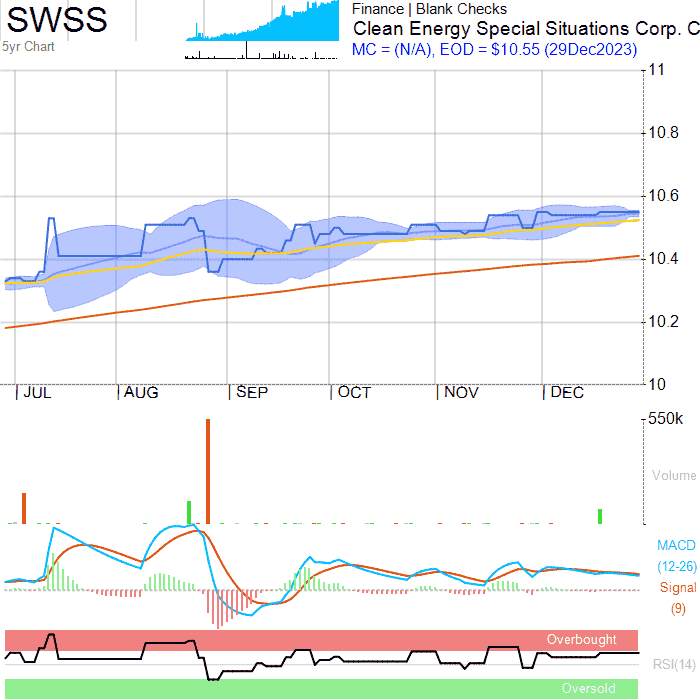 SWSS
5yr Chart
Finance | Blank Checks
Clean Energy Special Situations Corp. C
MC = (N/A), EOD = $10.55 (29Dec2023)
11
10.8
10.6
10.4
10.2
10
JUL AUG SEP OCT NOV DEC
550k
Volume
MACD
(12-26)
Signal
(9)
Overbought
RSI(14)
Oversold